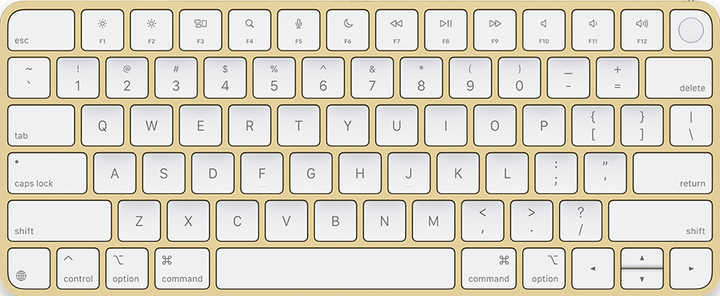 esc F1 F2 F3 F4 F5 F6 F7 F8 F9 F10 F11 F12
~ ! @ # $ % ^ & * ( ) _ +
` 1 2 3 4 5 6 7 8 9 0 - = delete
tab Q W E R T Y U I O P { [ } ] | \
caps lock A S D F G H J K L : ; " ' return
shift Z X C V B N M < , > . ? / shift
control option ⌘ command ⌘ command ⌥ option